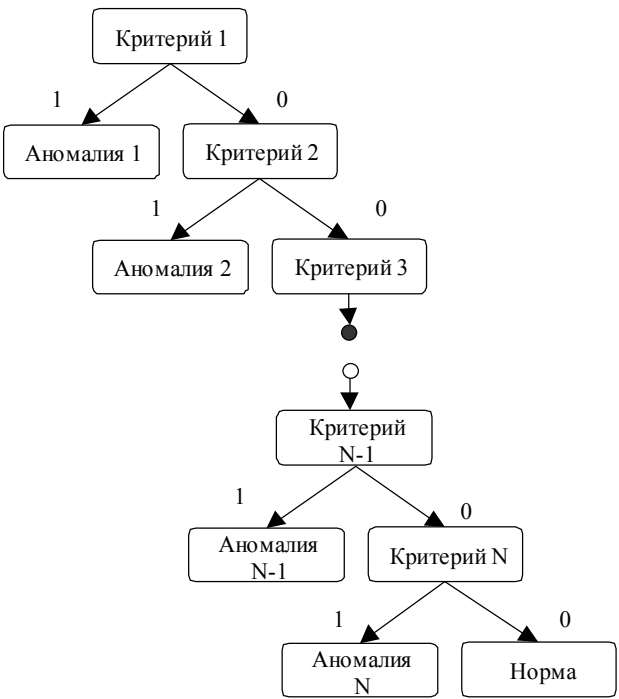 Критерий 1
1
0
Аномалия 1
Критерий 2
1
0
Аномалия 2
Критерий 3
Критерий
N-1
1
0
Аномалия
N-1
Критерий N
1
0
Аномалия
N
Норма